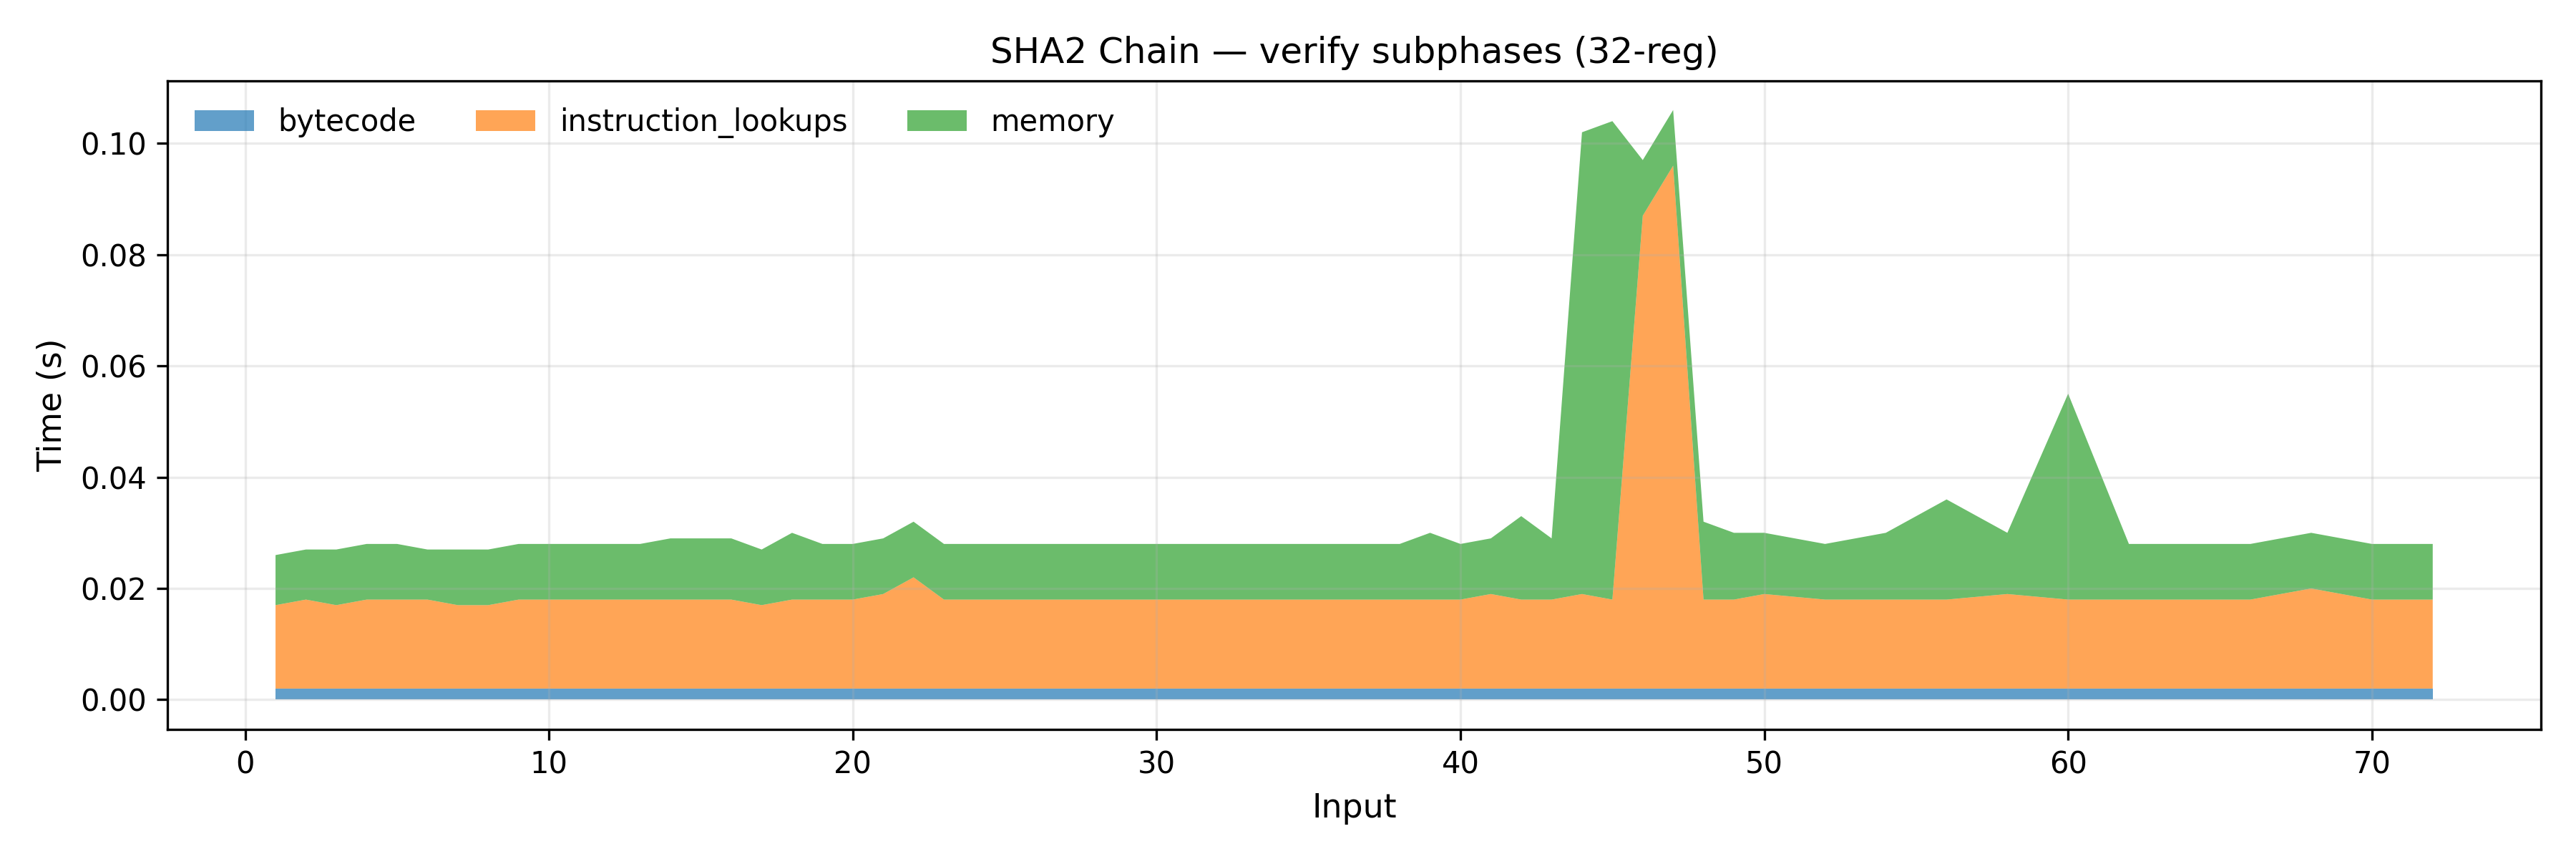 SHA2 Chain — verify subphases (32-reg)
bytecode instruction_lookups memory
0.10
0.08
0.06
0.04
0.02
0.00
Time (s)
0 10 20 30 40 50 60 70
Input